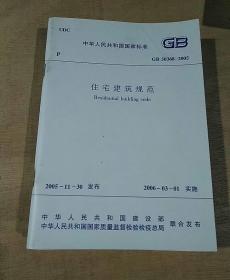 UDC
中华人民共和国国家标准 GB
P
GB 50368-2005
住宅建筑规范
Residential building code
2005-11-30 发布 2006-03-01 实施
中华人民共和国建设部
中华人民共和国国家质量监督检验检疫总局 联合发布